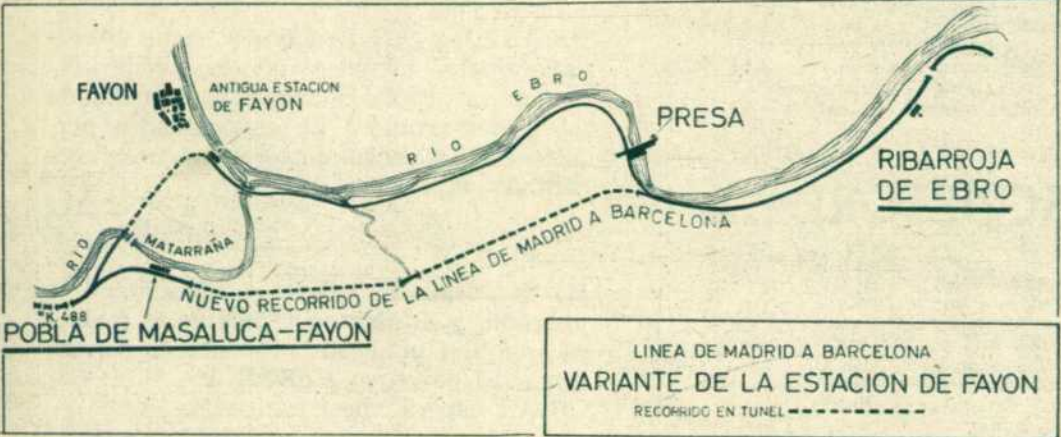 FAYON
ANTIGUA ESTACION
DE FAYON
RIO EBRO
PRESA
RIBARROJA
DE EBRO
RIO MATARRAÑA
NUEVO RECORRIDO DE LA LINEA DE MADRID A BARCELONA
K.488
POBLA DE MASALUCA-FAYON
LINEA DE MADRID A BARCELONA
VARIANTE DE LA ESTACION DE FAYON
RECORRIDO EN TUNEL